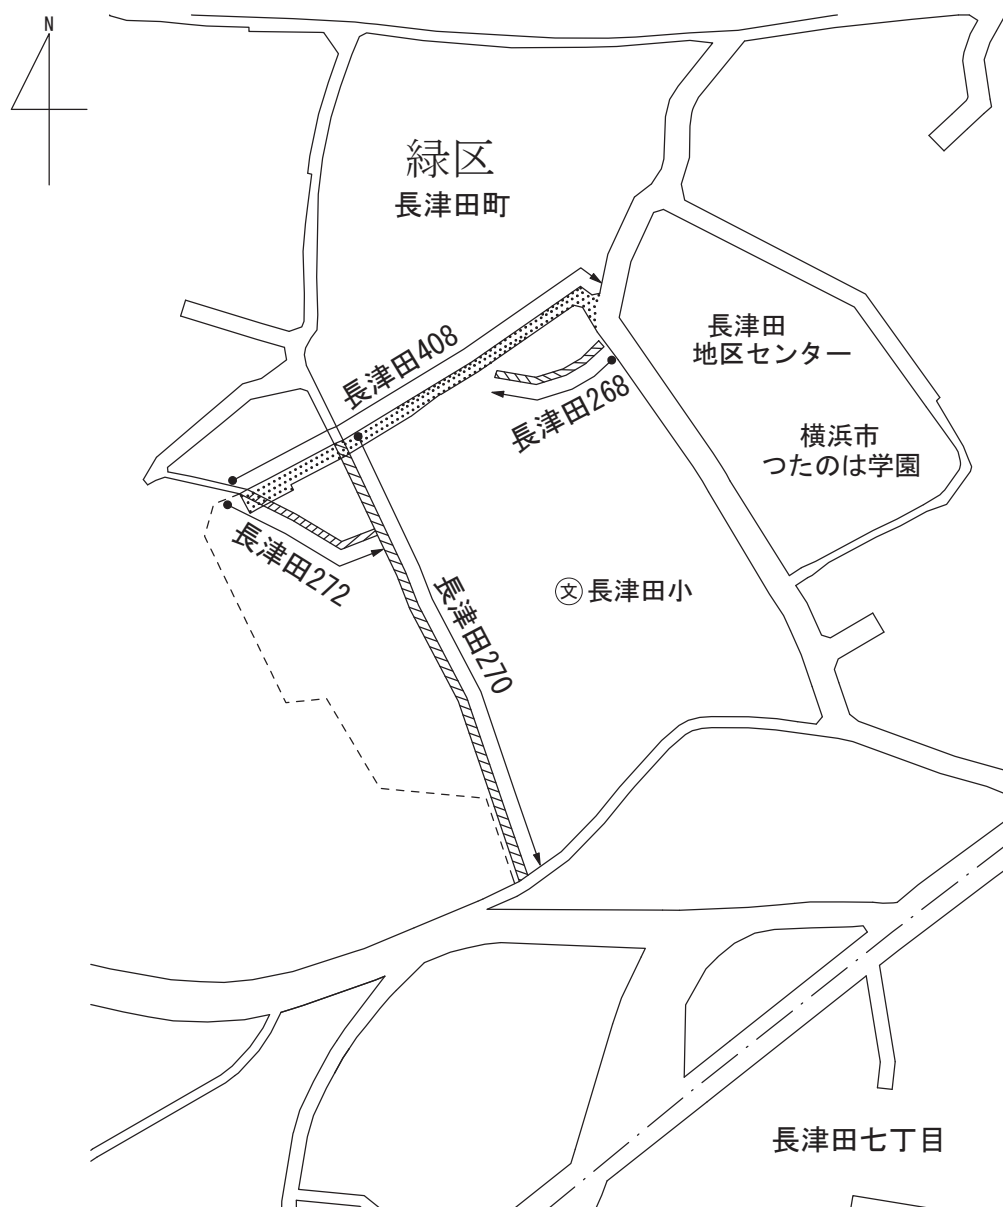 N
緑区
長津田町
長津田408
長津田268
長津田
地区センター
横浜市
つたのは学園
長津田272
長津田270
文 長津田小
長津田七丁目